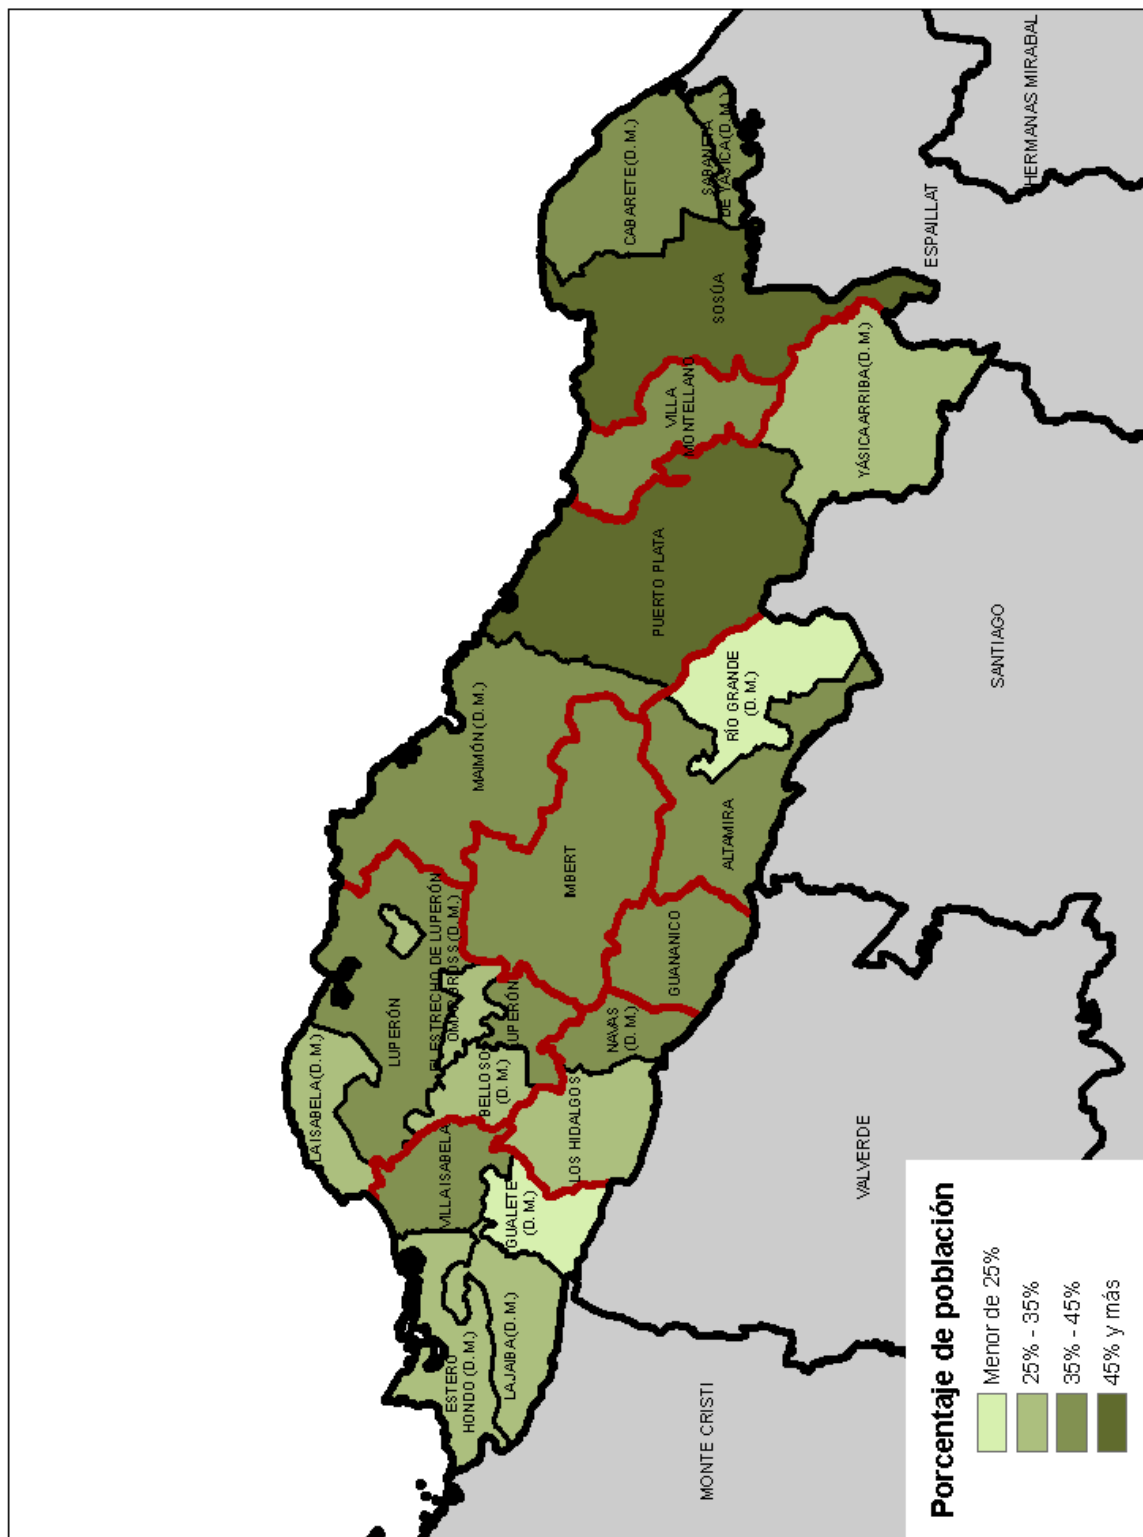 ESTERO
HONDO (D. M.)
LA JAIBA (D. M.)
VILLA ISABELA
GUALETE
(D. M.)
LA ISABELA (D. M.)
LUPERÓN
EL ESTRECHO DE LUPERÓN
OMAR BROSS (D. M.)
BELLOSO
(D. M.)
LUPERÓN
LOS HIDALGOS
NAVAS
(D. M.)
GUANANICO
IMBERT
MAIMÓN (D. M.)
ALTAMIRA
RÍO GRANDE
(D. M.)
PUERTO PLATA
VILLA
MONTELLANO
YÁSICA ARRIBA (D. M.)
SOSÚA
CABARETE (D. M.)
SABANETA
DE YÁSICA (D. M.)
MONTE CRISTI
VALVERDE
SANTIAGO
ESPAILLAT
HERMANAS MIRABAL
Porcentaje de población
Menor de 25%
25% - 35%
35% - 45%
45% y más